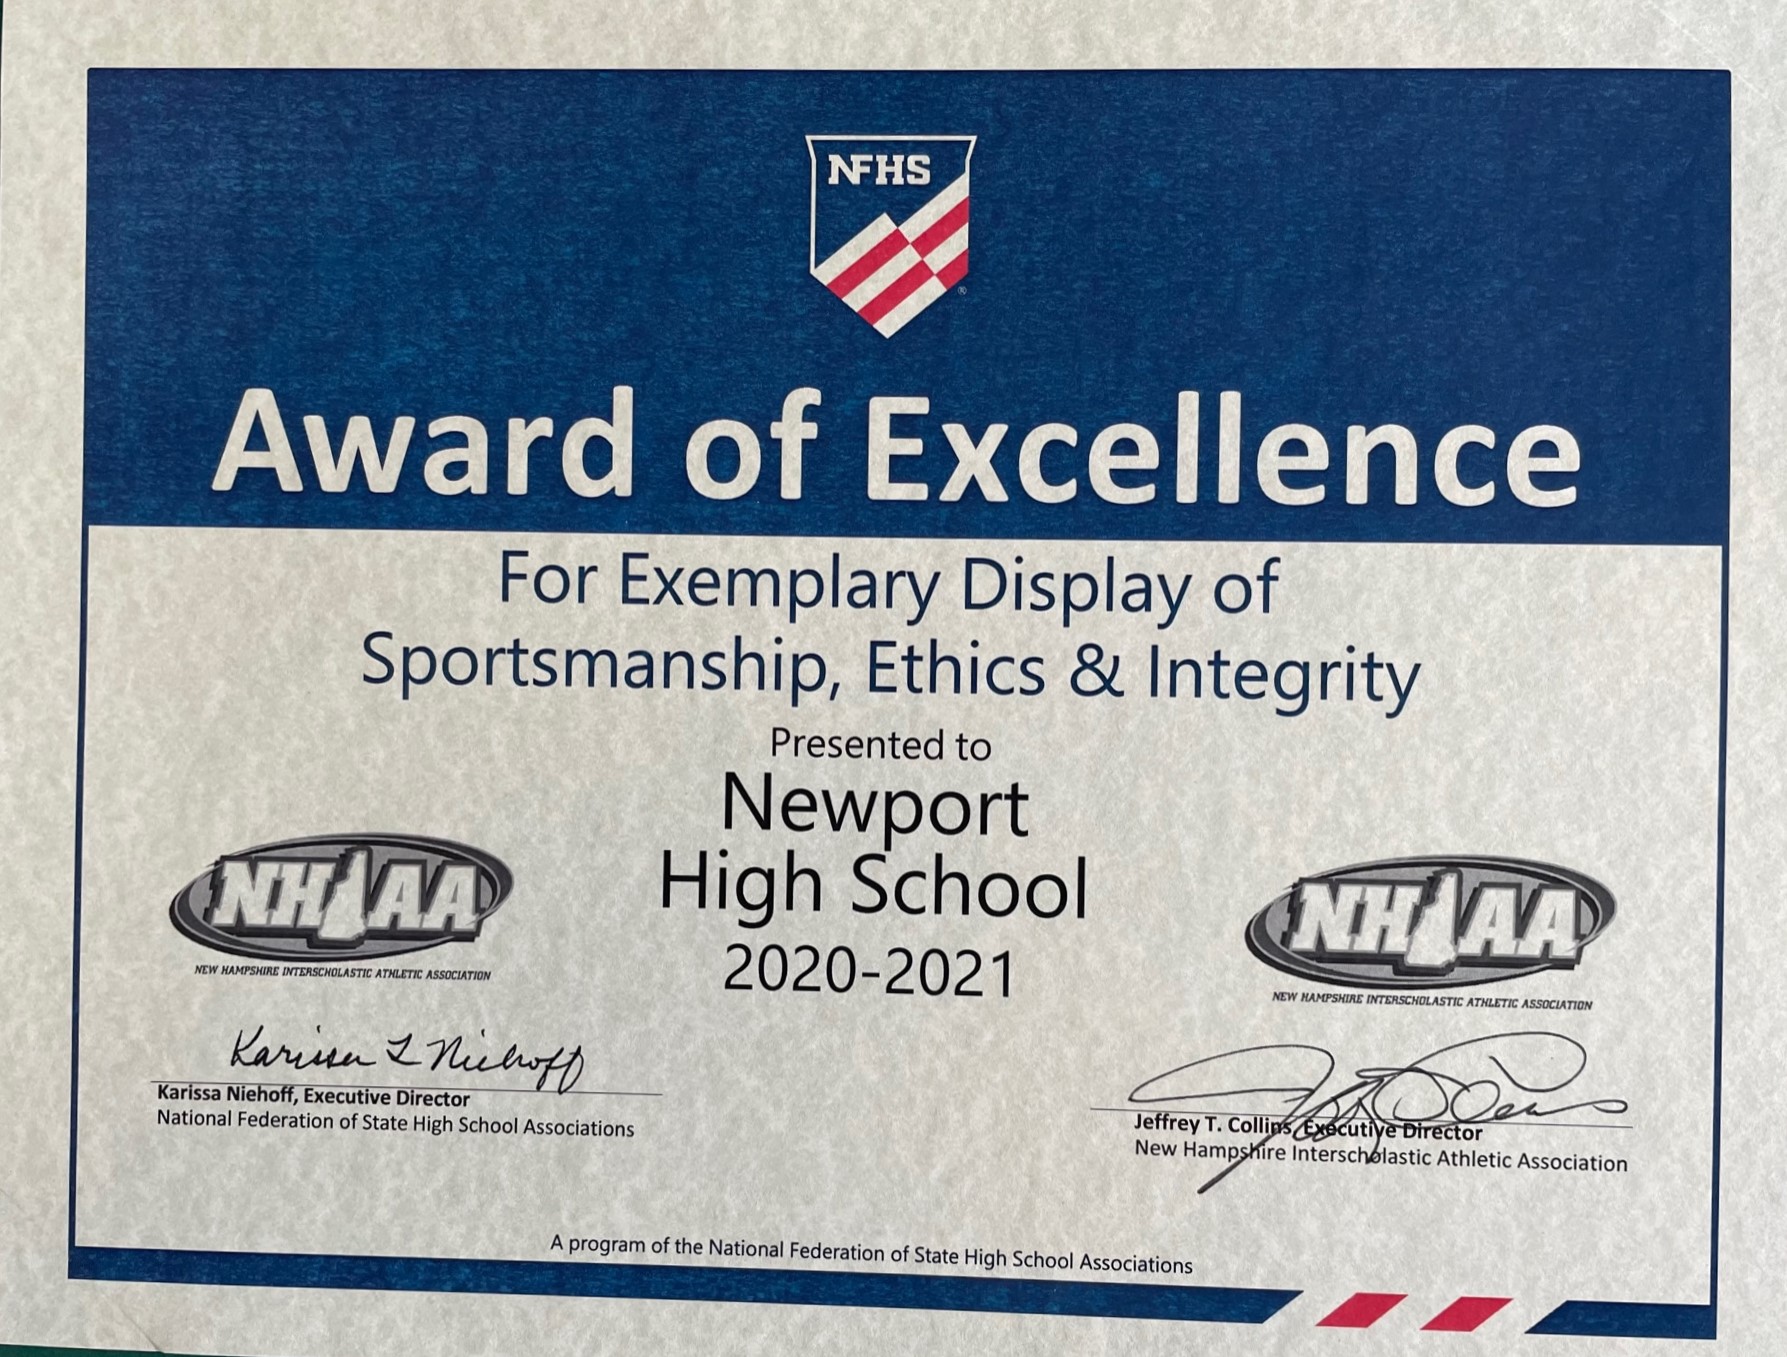 NFHS
®
Award of Excellence
For Exemplary Display of
Sportsmanship, Ethics & Integrity
Presented to
Newport
High School
2020-2021
NHIAA
NEW HAMPSHIRE INTERSCHOLASTIC ATHLETIC ASSOCIATION
NHIAA
NEW HAMPSHIRE INTERSCHOLASTIC ATHLETIC ASSOCIATION
Karissa L Niehoff
Karissa Niehoff, Executive Director
National Federation of State High School Associations
Jeffrey T. Collins, Executive Director
New Hampshire Interscholastic Athletic Association
A program of the National Federation of State High School Associations